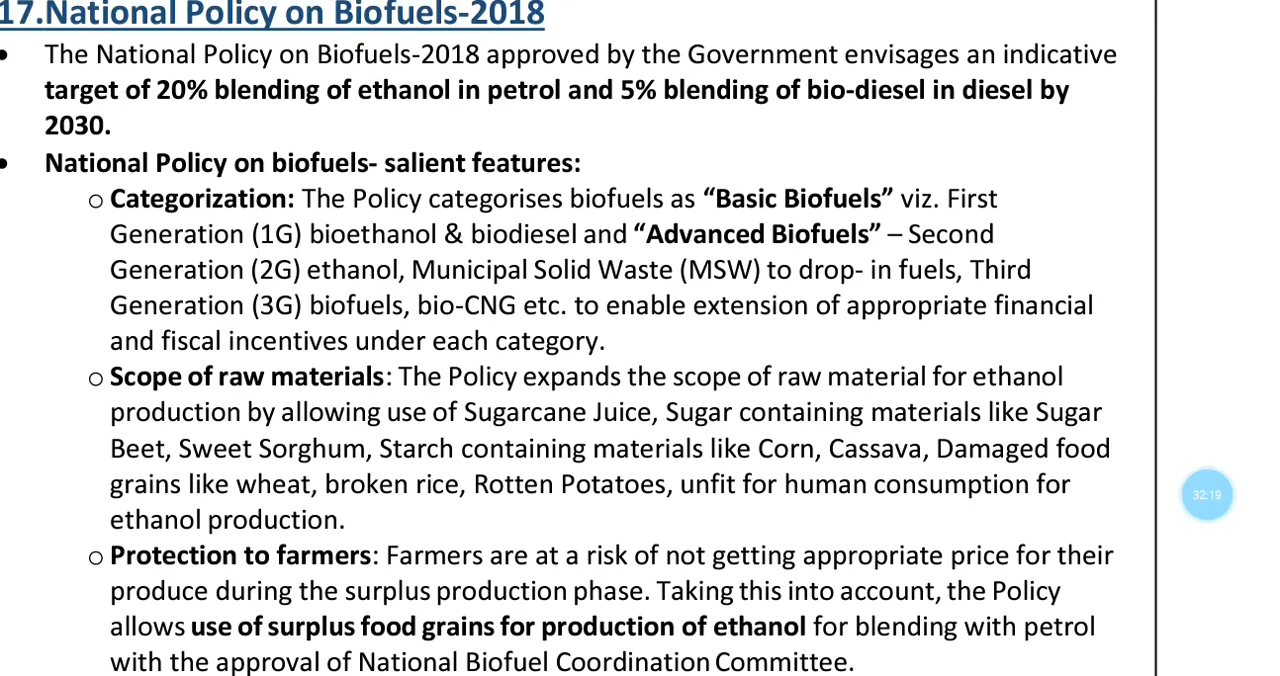 17.National Policy on Biofuels-2018
• The National Policy on Biofuels-2018 approved by the Government envisages an indicative
target of 20% blending of ethanol in petrol and 5% blending of bio-diesel in diesel by
2030.
• National Policy on biofuels- salient features:
o Categorization: The Policy categorises biofuels as “Basic Biofuels” viz. First
Generation (1G) bioethanol & biodiesel and “Advanced Biofuels” – Second
Generation (2G) ethanol, Municipal Solid Waste (MSW) to drop- in fuels, Third
Generation (3G) biofuels, bio-CNG etc. to enable extension of appropriate financial
and fiscal incentives under each category.
o Scope of raw materials: The Policy expands the scope of raw material for ethanol
production by allowing use of Sugarcane Juice, Sugar containing materials like Sugar
Beet, Sweet Sorghum, Starch containing materials like Corn, Cassava, Damaged food
grains like wheat, broken rice, Rotten Potatoes, unfit for human consumption for
ethanol production.
32:19
o Protection to farmers: Farmers are at a risk of not getting appropriate price for their
produce during the surplus production phase. Taking this into account, the Policy
allows use of surplus food grains for production of ethanol for blending with petrol
with the approval of National Biofuel Coordination Committee.